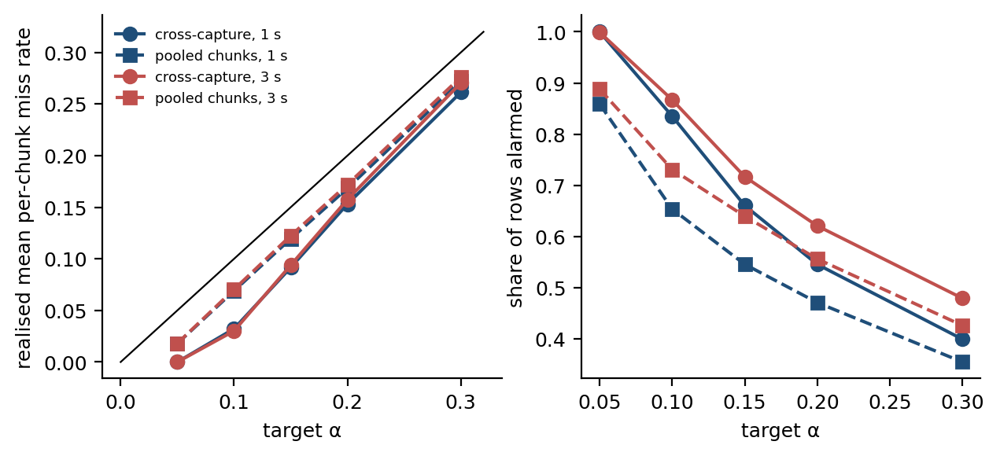 realised mean per-chunk miss rate
0.30
0.25
0.20
0.15
0.10
0.05
0.00
cross-capture, 1 s
pooled chunks, 1 s
cross-capture, 3 s
pooled chunks, 3 s
0.0 0.1 0.2 0.3
target α
share of rows alarmed
1.0
0.9
0.8
0.7
0.6
0.5
0.4
0.05 0.10 0.15 0.20 0.25 0.30
target α